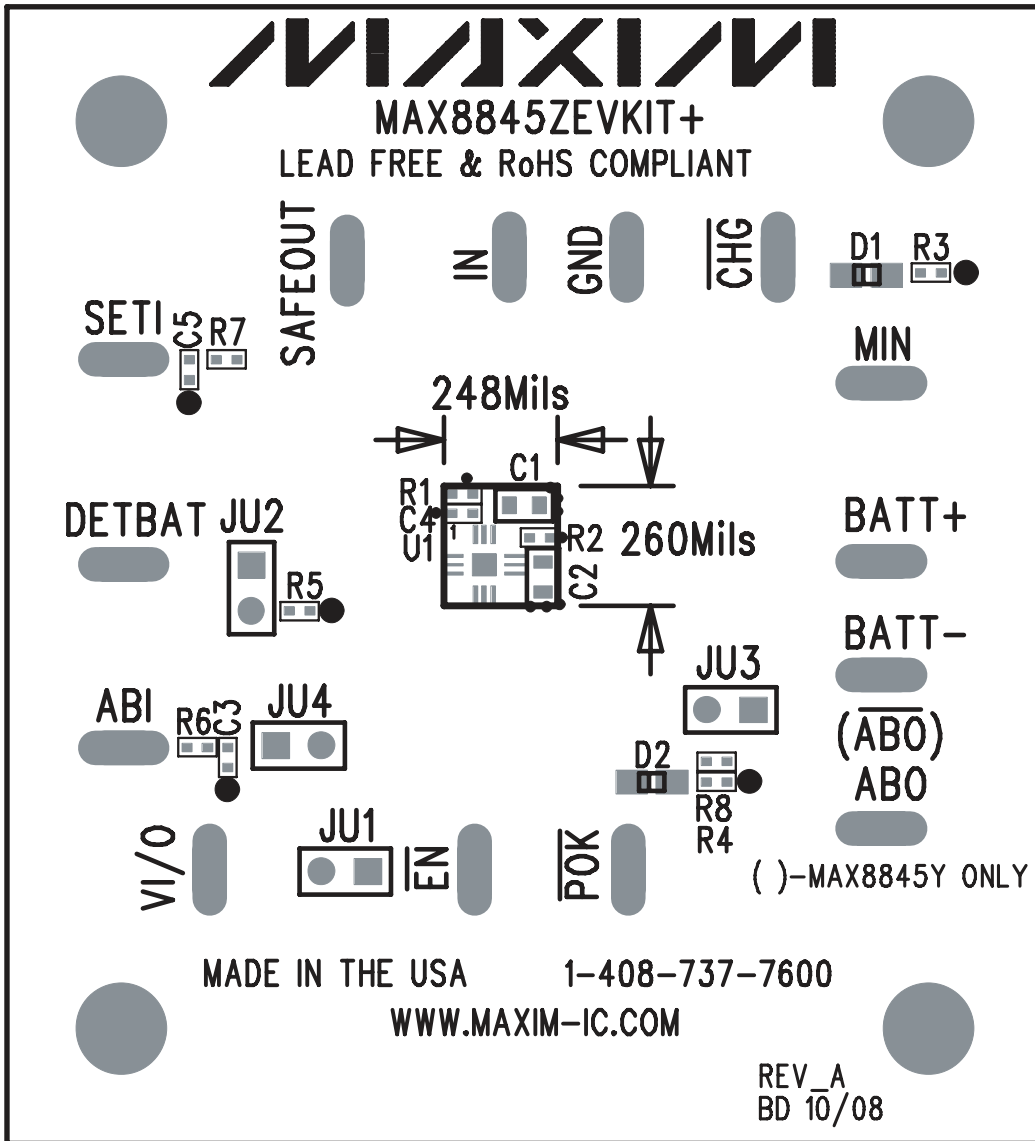 MAXIM
MAX8845ZEVKIT+
LEAD FREE & RoHS COMPLIANT
SAFEOUT
IN
GND
CHG
D1
R3
SETI
C5
R7
MIN
248Mils
C1
R1
C4
U1
1
R2
C2
260Mils
DETBAT
JU2
R5
BATT+
BATT-
JU3
ABI
R6
C3
JU4
(ABO)
ABO
D2
R8
R4
VI/O
JU1
EN
POK
( )-MAX8845Y ONLY
MADE IN THE USA
1-408-737-7600
WWW.MAXIM-IC.COM
REV_A
BD 10/08